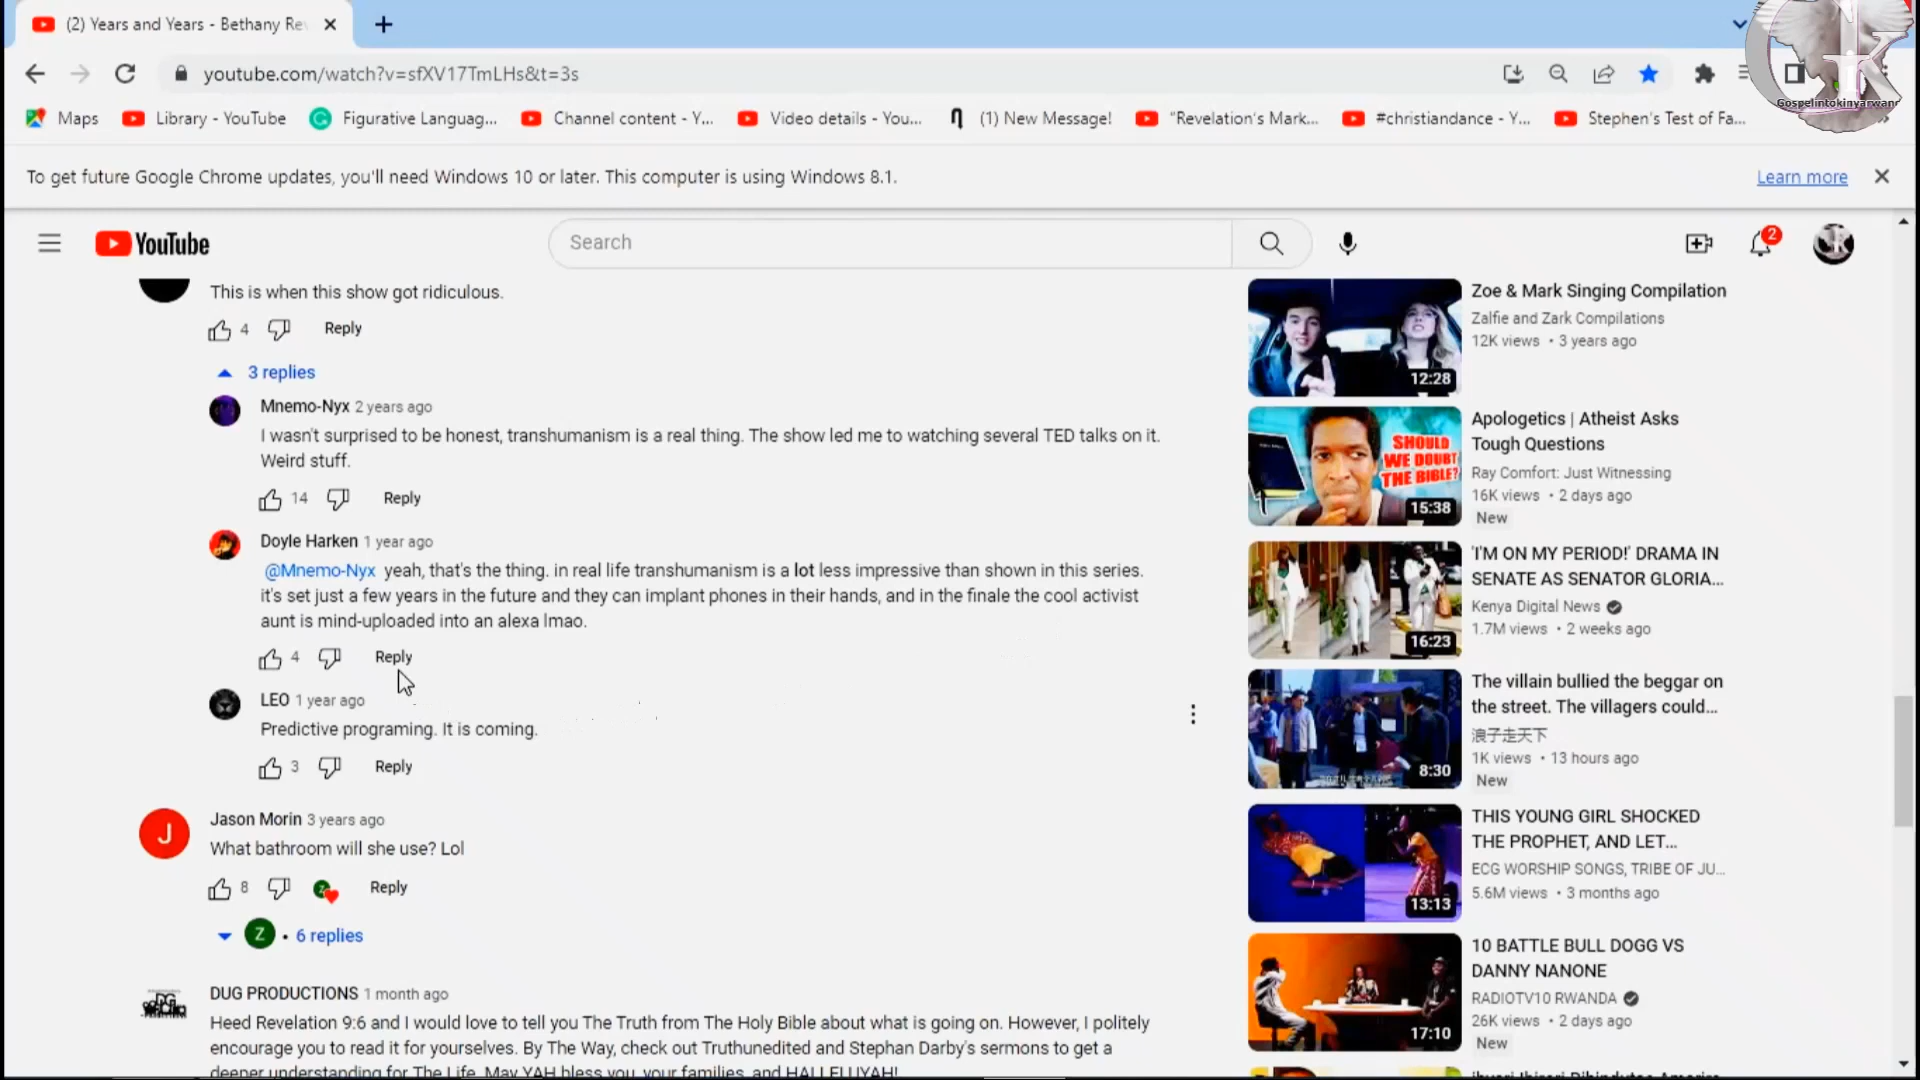 (2) Years and Years - Bethany Re
youtube.com/watch?v=sfXV17TmLHs&t=3s
Gospelintokinyarwand
Maps
Library - YouTube
Figurative Languag...
Channel content - Y...
Video details - You...
(1) New Message!
"Revelation's Mark...
#christiandance - Y...
Stephen's Test of Fa...
To get future Google Chrome updates, you'll need Windows 10 or later. This computer is using Windows 8.1.
Learn more
YouTube
Search
2
This is when this show got ridiculous.
4
Reply
3 replies
Mnemo-Nyx 2 years ago
I wasn't surprised to be honest, transhumanism is a real thing. The show led me to watching several TED talks on it.
Weird stuff.
14
Reply
Doyle Harken 1 year ago
@Mnemo-Nyx yeah, that's the thing. in real life transhumanism is a lot less impressive than shown in this series.
it's set just a few years in the future and they can implant phones in their hands, and in the finale the cool activist
aunt is mind-uploaded into an alexa lmao.
4
Reply
LEO 1 year ago
Predictive programing. It is coming.
3
Reply
J
Jason Morin 3 years ago
What bathroom will she use? Lol
8
Z
Reply
Z
· 6 replies
DUG PRODUCTIONS 1 month ago
Heed Revelation 9:6 and I would love to tell you The Truth from The Holy Bible about what is going on. However, I politely
encourage you to read it for yourselves. By The Way, check out Truthunedited and Stephan Darby's sermons to get a
deeper understanding for The Life. May YAH bless you, your families, and HALLELUYAH!
12:28
Zoe & Mark Singing Compilation
Zalfie and Zark Compilations
12K views • 3 years ago
SHOULD
WE DOUBT
THE BIBLE?
15:38
Apologetics | Atheist Asks
Tough Questions
Ray Comfort: Just Witnessing
16K views • 2 days ago
New
16:23
'I'M ON MY PERIOD!' DRAMA IN
SENATE AS SENATOR GLORIA...
Kenya Digital News
1.7M views • 2 weeks ago
8:30
The villain bullied the beggar on
the street. The villagers could...
浪子走天下
1K views • 13 hours ago
New
13:13
THIS YOUNG GIRL SHOCKED
THE PROPHET, AND LET...
ECG WORSHIP SONGS, TRIBE OF JU...
5.6M views • 3 months ago
17:10
10 BATTLE BULL DOGG VS
DANNY NANONE
RADIOTV10 RWANDA
26K views • 2 days ago
New